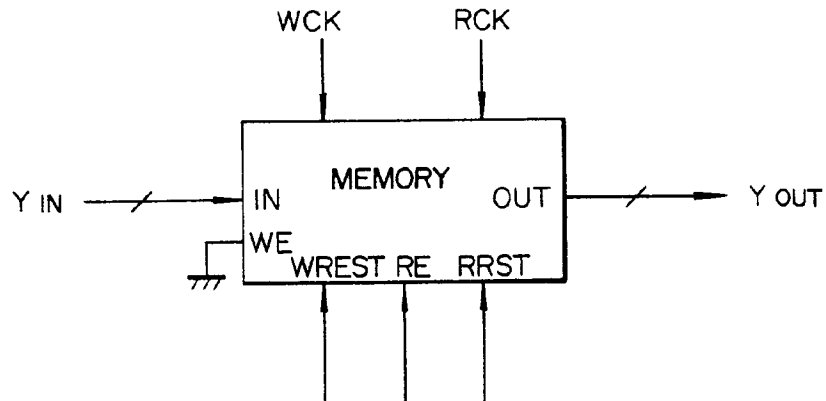 WCK RCK
MEMORY
Y IN IN OUT Y OUT
WE
WREST RE RRST